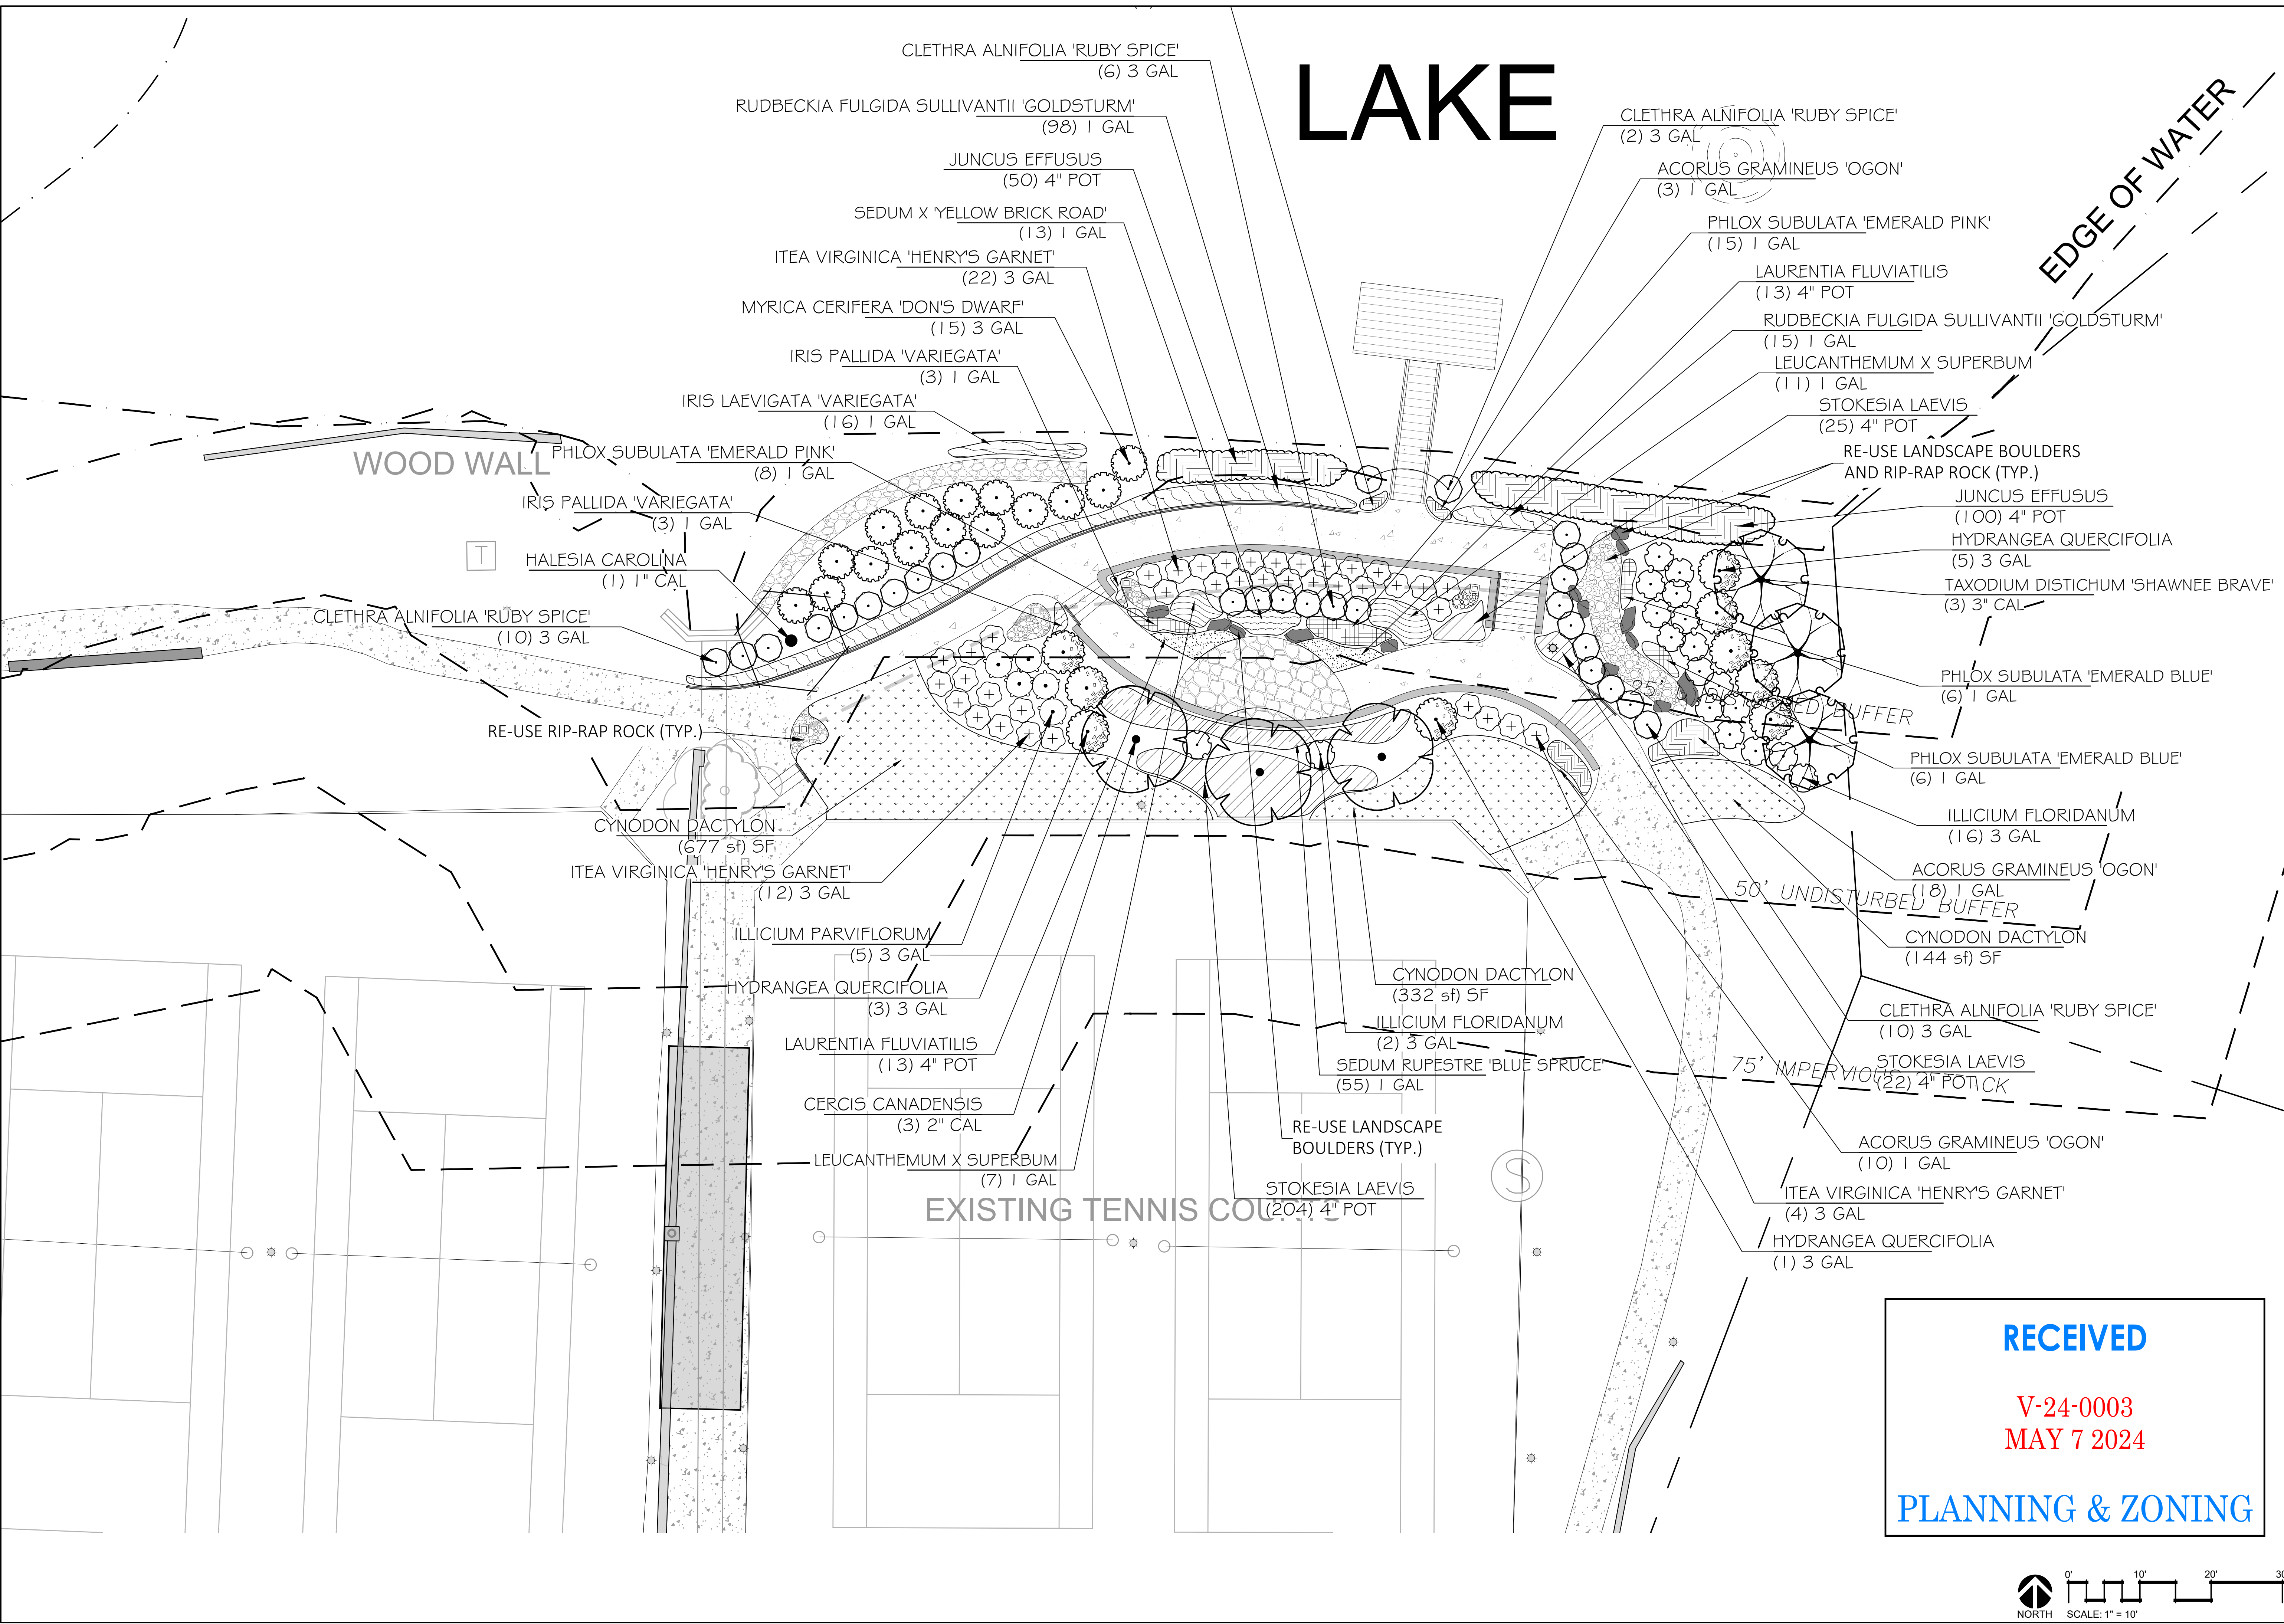 LAKE
EDGE OF WATER
CLETHRA ALNIFOLIA 'RUBY SPICE'
(6) 3 GAL
RUDBECKIA FULGIDA SULLIVANTII 'GOLDSTURM'
(98) 1 GAL
JUNCUS EFFUSUS
(50) 4" POT
SEDUM X 'YELLOW BRICK ROAD'
(13) 1 GAL
ITEA VIRGINICA 'HENRY'S GARNET'
(22) 3 GAL
MYRICA CERIFERA 'DON'S DWARF'
(15) 3 GAL
IRIS PALLIDA 'VARIEGATA'
(3) 1 GAL
IRIS LAEVIGATA 'VARIEGATA'
(16) 1 GAL
WOOD WALL
PHLOX SUBULATA 'EMERALD PINK'
(8) 1 GAL
IRIS PALLIDA 'VARIEGATA'
(3) 1 GAL
T
HALESIA CAROLINA
(1) 1" CAL
CLETHRA ALNIFOLIA 'RUBY SPICE'
(10) 3 GAL
RE-USE RIP-RAP ROCK (TYP.)
CYNODON DACTYLON
(677 sf) SF
ITEA VIRGINICA 'HENRY'S GARNET'
(12) 3 GAL
ILLICIUM PARVIFLORUM
(5) 3 GAL
HYDRANGEA QUERCIFOLIA
(3) 3 GAL
LAURENTIA FLUVIATILIS
(13) 4" POT
CERCIS CANADENSIS
(3) 2" CAL
LEUCANTHEMUM X SUPERBUM
(7) 1 GAL
EXISTING TENNIS
CLETHRA ALNIFOLIA 'RUBY SPICE'
(2) 3 GAL
ACORUS GRAMINEUS 'OGON'
(3) 1 GAL
PHLOX SUBULATA 'EMERALD PINK'
(15) 1 GAL
LAURENTIA FLUVIATILIS
(13) 4" POT
RUDBECKIA FULGIDA SULLIVANTII 'GOLDSTURM'
(15) 1 GAL
LEUCANTHEMUM X SUPERBUM
(11) 1 GAL
STOKESIA LAEVIS
(25) 4" POT
RE-USE LANDSCAPE BOULDERS
AND RIP-RAP ROCK (TYP.)
JUNCUS EFFUSUS
(100) 4" POT
HYDRANGEA QUERCIFOLIA
(5) 3 GAL
TAXODIUM DISTICHUM 'SHAWNEE BRAVE'
(3) 3" CAL
PHLOX SUBULATA 'EMERALD BLUE'
(6) 1 GAL
BUFFER
PHLOX SUBULATA 'EMERALD BLUE'
(6) 1 GAL
ILLICIUM FLORIDANUM
(16) 3 GAL
ACORUS GRAMINEUS 'OGON'
(18) 1 GAL
50' UNDISTURBED BUFFER
CYNODON DACTYLON
(144 sf) SF
CLETHRA ALNIFOLIA 'RUBY SPICE'
(10) 3 GAL
STOKESIA LAEVIS
(22) 4" POT
75' IMPERVIOUS
ACORUS GRAMINEUS 'OGON'
(10) 1 GAL
ITEA VIRGINICA 'HENRY'S GARNET'
(4) 3 GAL
HYDRANGEA QUERCIFOLIA
(1) 3 GAL
CYNODON DACTYLON
(332 sf) SF
ILLICIUM FLORIDANUM
(2) 3 GAL
SEDUM RUPESTRE 'BLUE SPRUCE'
(55) 1 GAL
RE-USE LANDSCAPE
BOULDERS (TYP.)
S
STOKESIA LAEVIS
(204) 4" POT
RECEIVED
V-24-0003
MAY 7 2024
PLANNING & ZONING
NORTH
0' 10' 20'
SCALE: 1" = 10'